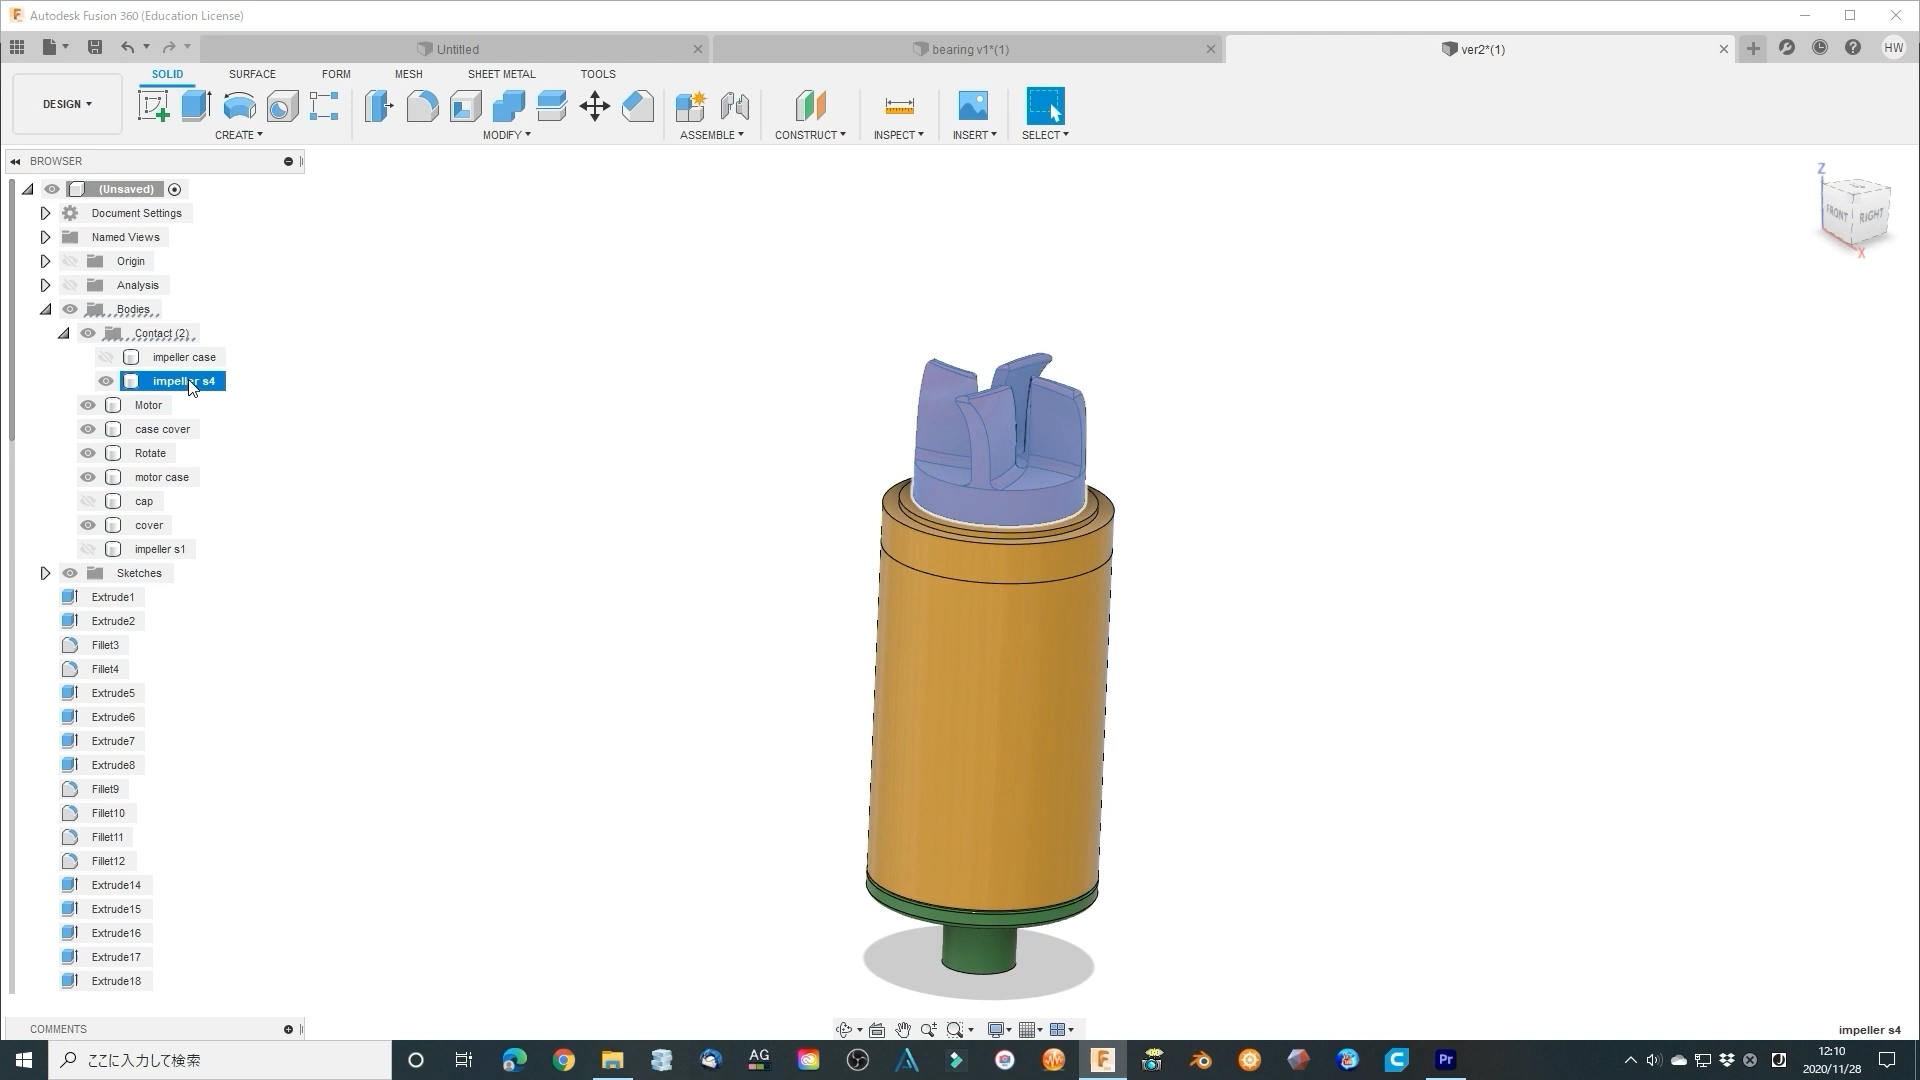 Autodesk Fusion 360 (Education License)
Untitled
bearing v1*(1)
ver2*(1)
HW
DESIGN
SOLID
SURFACE
FORM
MESH
SHEET METAL
TOOLS
CREATE
MODIFY
ASSEMBLE
CONSTRUCT
INSPECT
INSERT
SELECT
BROWSER
(Unsaved)
Document Settings
Named Views
Origin
Analysis
Bodies
Contact (2)
impeller case
impeller s4
Motor
case cover
Rotate
motor case
cap
cover
impeller s1
Sketches
Extrude1
Extrude2
Fillet3
Fillet4
Extrude5
Extrude6
Extrude7
Extrude8
Fillet9
Fillet10
Fillet11
Fillet12
Extrude14
Extrude15
Extrude16
Extrude17
Extrude18
Z
FRONT
RIGHT
X
COMMENTS
impeller s4
ここに入力して検索
AG
Pr
12:10
2020/11/28